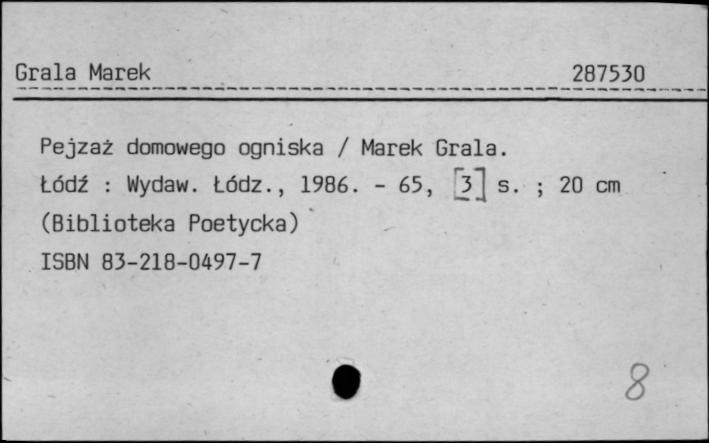 Grala Marek 287530
Pejzaż domowego ogniska / Marek Grala.
Łódź : Wydaw. Łódz., 1986. - 65, [3] s. ; 20 cm
(Biblioteka Poetycka)
ISBN 83-218-0497-7
8